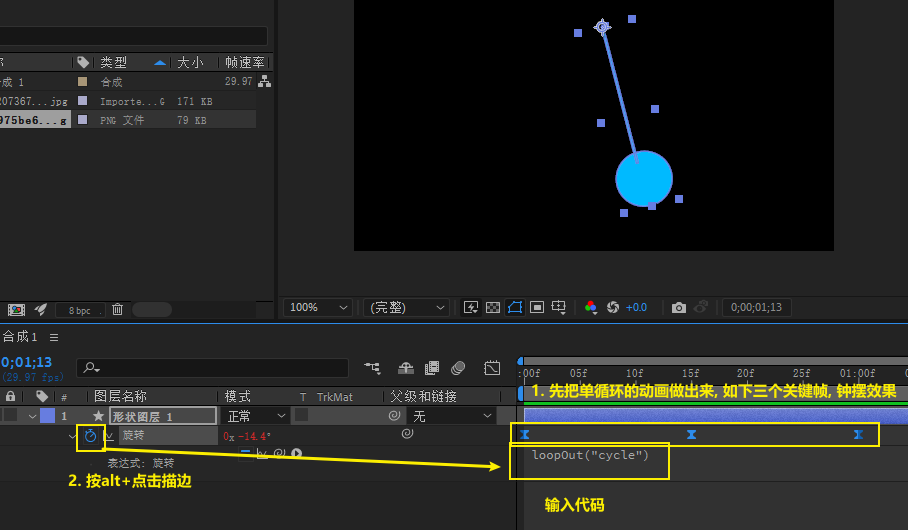 类型 大小 帧速率
合成 1 合成 29.97
207367...jpg Importe...G 171 KB
975be6...g PNG 文件 79 KB
8 bpc
100% (完整) +0.0 0;00;01;13
合成 1
0;01;13
(29.97 fps)
:00f 05f 10f 15f 20f 25f 01:00f
1. 先把单循环的动画做出来, 如下三个关键帧, 钟摆效果
# 图层名称 模式 T TrkMat 父级和链接
1 形状图层 1 正常 无
旋转 0x -14.4°
表达式: 旋转
loopOut("cycle")
2. 按alt+点击描边
输入代码